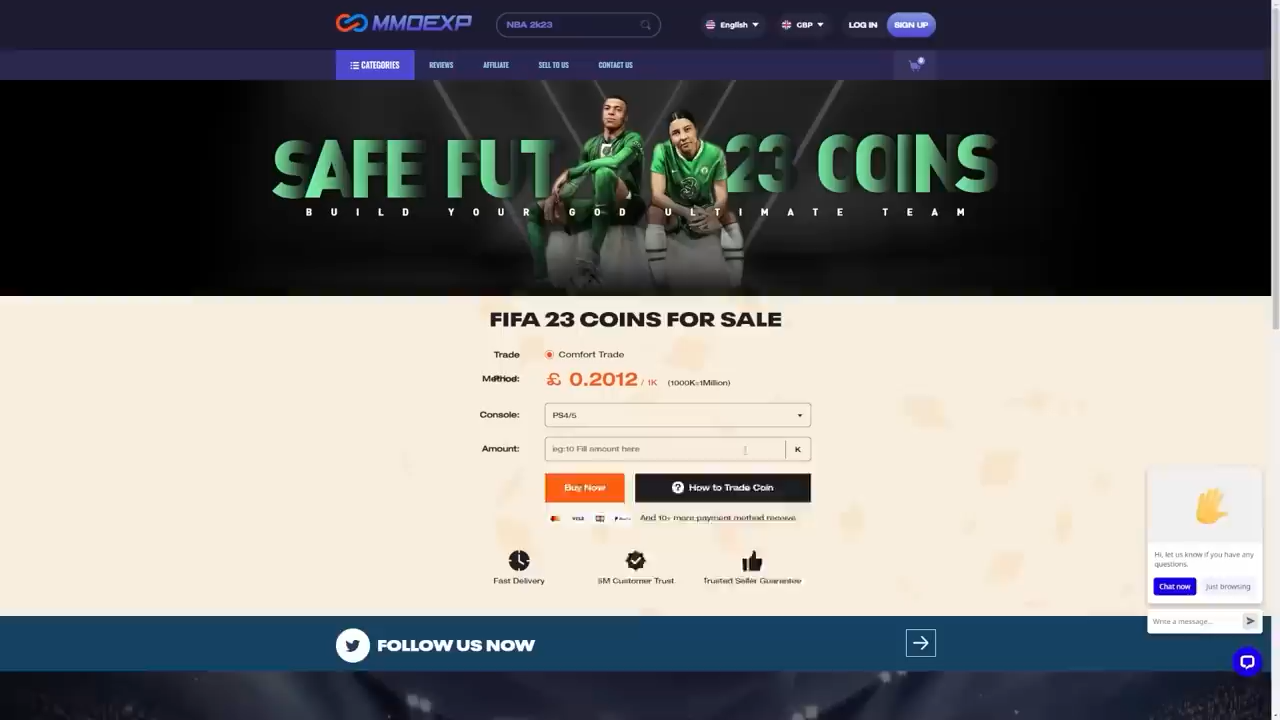 MMOEXP
NBA 2k23
English
GBP
LOG IN
SIGN UP
CATEGORIES
REVIEWS
AFFILIATE
SELL TO US
CONTACT US
SAFE FUT 23 COINS
BUILD YOUR GOD ULTIMATE TEAM
FIFA 23 COINS FOR SALE
Trade
Comfort Trade
Method:
£ 0.2012 / 1K (1000K=1Million)
Console:
PS4/5
Amount:
eg:10 Fill amount here
K
Buy Now
? How to Trade Coin
VISA
And 10+ more payment method receive
Fast Delivery
5M Customer Trust
Trusted Seller Guarantee
Hi, let us know if you have any
questions.
Chat now
Just browsing
Write a message...
FOLLOW US NOW